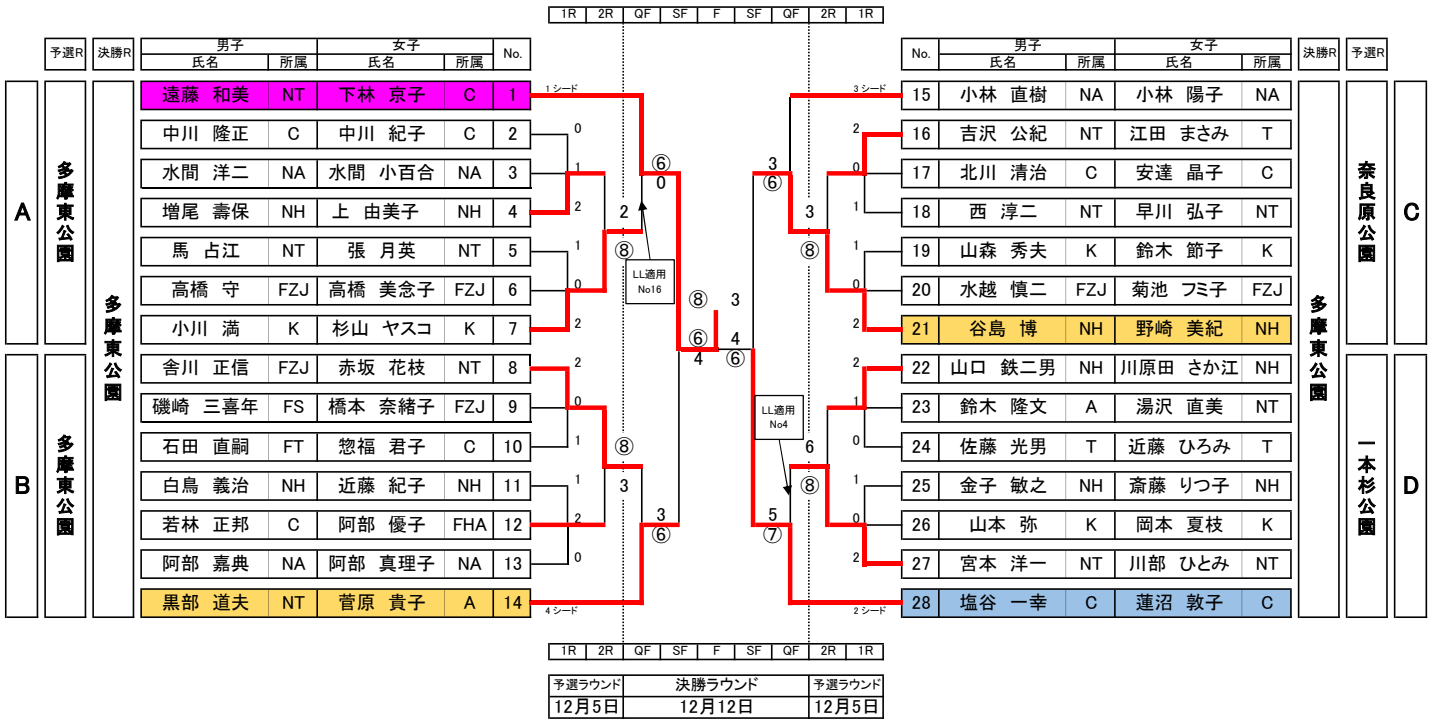 1R 2R QF SF F SF QF 2R 1R
予選R 決勝R 男子 女子 No.
氏名 所属 氏名 所属
No. 男子 女子 決勝R 予選R
氏名 所属 氏名 所属
A
多摩東公園
B
多摩東公園
多摩東公園
遠藤 和美 NT 下林 京子 C 1
中川 隆正 C 中川 紀子 C 2
水間 洋二 NA 水間 小百合 NA 3
増尾 壽保 NH 上 由美子 NH 4
馬 占江 NT 張 月英 NT 5
高橋 守 FZJ 高橋 美念子 FZJ 6
小川 満 K 杉山 ヤスコ K 7
舎川 正信 FZJ 赤坂 花枝 NT 8
磯崎 三喜年 FS 橋本 奈緒子 FZJ 9
石田 直嗣 FT 惣福 君子 C 10
白鳥 義治 NH 近藤 紀子 NH 11
若林 正邦 C 阿部 優子 FHA 12
阿部 嘉典 NA 阿部 真理子 NA 13
黒部 道夫 NT 菅原 貴子 A 14
1シード
0
1
2
1
0
2
2
0
1
1
2
0
4シード
2
⑧
⑧
3
⑥
0
3
⑥
LL適用
No16
⑧ 3
⑥
4
4
⑥
3
⑥
5
⑦
LL適用
No4
3
⑧
6
⑧
3シード
2
0
1
1
0
2
2
1
0
1
0
2
2シード
15 小林 直樹 NA 小林 陽子 NA
16 吉沢 公紀 NT 江田 まさみ T
17 北川 清治 C 安達 晶子 C
18 西 淳二 NT 早川 弘子 NT
19 山森 秀夫 K 鈴木 節子 K
20 水越 慎二 FZJ 菊池 フミ子 FZJ
21 谷島 博 NH 野崎 美紀 NH
22 山口 鉄二男 NH 川原田 さか江 NH
23 鈴木 隆文 A 湯沢 直美 NT
24 佐藤 光男 T 近藤 ひろみ T
25 金子 敏之 NH 斎藤 りつ子 NH
26 山本 弥 K 岡本 夏枝 K
27 宮本 洋一 NT 川部 ひとみ NT
28 塩谷 一幸 C 蓮沼 敦子 C
多摩東公園
奈良原公園
C
一本杉公園
D
1R 2R QF SF F SF QF 2R 1R
予選ラウンド 決勝ラウンド 予選ラウンド
12月5日 12月12日 12月5日